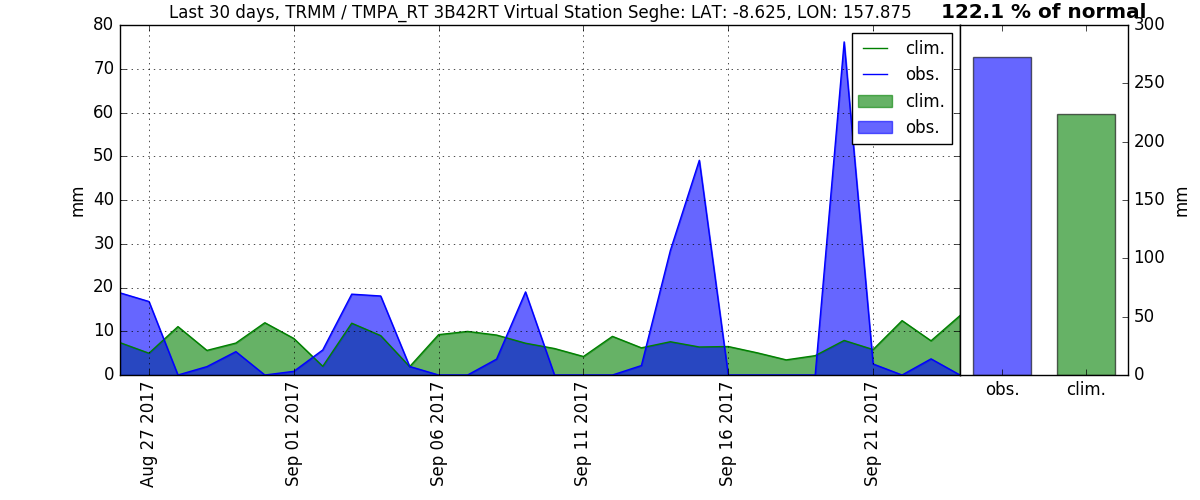 Last 30 days, TRMM / TMPA_RT 3B42RT Virtual Station Seghe: LAT: -8.625, LON: 157.875
122.1 % of normal
80
70
60
50
40
30
20
10
0
mm
clim.
obs.
clim.
obs.
Aug 27 2017
Sep 01 2017
Sep 06 2017
Sep 11 2017
Sep 16 2017
Sep 21 2017
300
250
200
150
100
50
0
mm
obs.
clim.